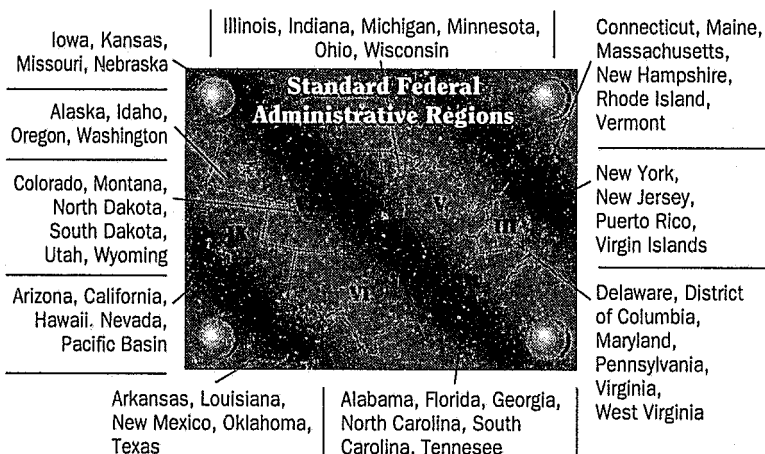 Illinois, Indiana, Michigan, Minnesota,
Ohio, Wisconsin
Iowa, Kansas,
Missouri, Nebraska
Alaska, Idaho,
Oregon, Washington
Colorado, Montana,
North Dakota,
South Dakota,
Utah, Wyoming
Arizona, California,
Hawaii, Nevada,
Pacific Basin
Standard Federal
Administrative Regions
V
III
VI
Connecticut, Maine,
Massachusetts,
New Hampshire,
Rhode Island,
Vermont
New York,
New Jersey,
Puerto Rico,
Virgin Islands
Delaware, District
of Columbia,
Maryland,
Pennsylvania,
Virginia,
West Virginia
Arkansas, Louisiana,
New Mexico, Oklahoma,
Texas
Alabama, Florida, Georgia,
North Carolina, South
Carolina, Tennesee